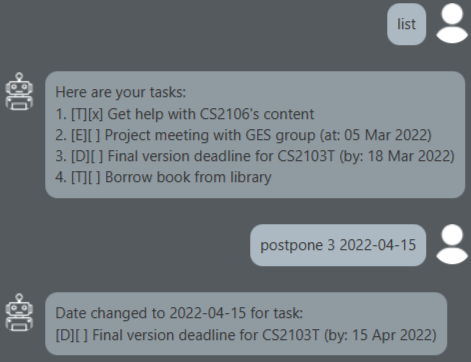 list
Here are your tasks:
1. [T][x] Get help with CS2106's content
2. [E][ ] Project meeting with GES group (at: 05 Mar 2022)
3. [D][ ] Final version deadline for CS2103T (by: 18 Mar 2022)
4. [T][ ] Borrow book from library
postpone 3 2022-04-15
Date changed to 2022-04-15 for task:
[D][ ] Final version deadline for CS2103T (by: 15 Apr 2022)